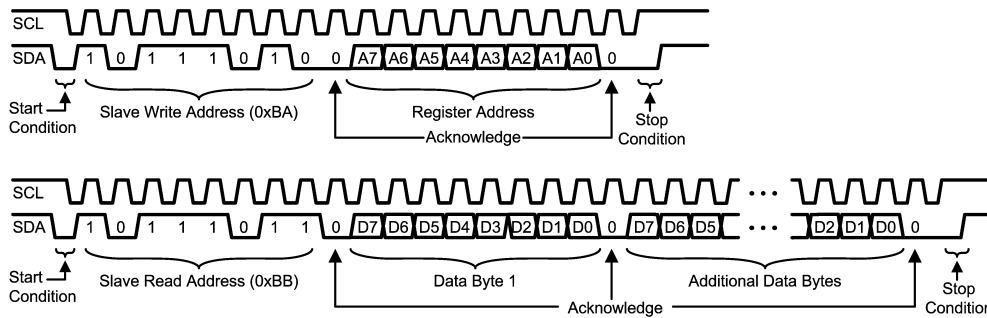 SCL
SDA 1 0 1 1 1 0 1 0 0 A7 A6 A5 A4 A3 A2 A1 A0 0
Start Condition
Slave Write Address (0xBA)
Register Address
Stop Condition
Acknowledge
SCL
SDA 1 0 1 1 1 0 1 1 0 D7 D6 D5 D4 D3 D2 D1 D0 0 D7 D6 D5 D2 D1 D0 0
Start Condition
Slave Read Address (0xBB)
Data Byte 1
Additional Data Bytes
Stop Condition
Acknowledge